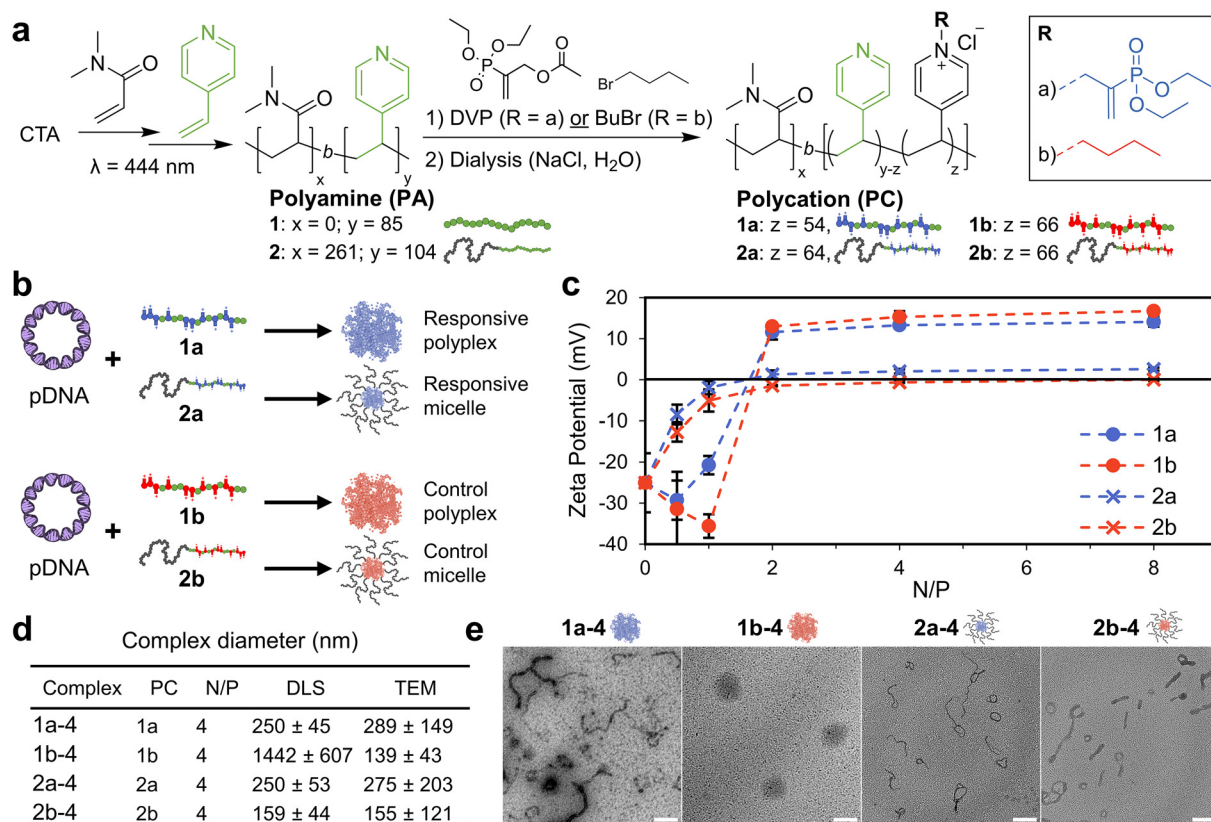 a
CTA
λ = 444 nm
N
O
N
N
O
x
b
N
y
O
O
P
O
O
O
Br
1) DVP (R = a) or BuBr (R = b)
2) Dialysis (NaCl, H₂O)
N
O
x
b
N
y-z
R
N
+
Cl⁻
z
R
a)
O
P
O
O
b)
Polyamine (PA)
1: x = 0; y = 85
2: x = 261; y = 104
Polycation (PC)
1a: z = 54,
1b: z = 66
2a: z = 64,
2b: z = 66
b
pDNA
+
1a
Responsive
polyplex
2a
Responsive
micelle
pDNA
+
1b
Control
polyplex
2b
Control
micelle
c
Zeta Potential (mV)
20
10
0
-10
-20
-30
-40
0 2 4 6 8
N/P
1a
1b
2a
2b
d
Complex diameter (nm)
Complex PC N/P DLS TEM
1a-4 1a 4 250 ± 45 289 ± 149
1b-4 1b 4 1442 ± 607 139 ± 43
2a-4 2a 4 250 ± 53 275 ± 203
2b-4 2b 4 159 ± 44 155 ± 121
e
1a-4 1b-4 2a-4 2b-4